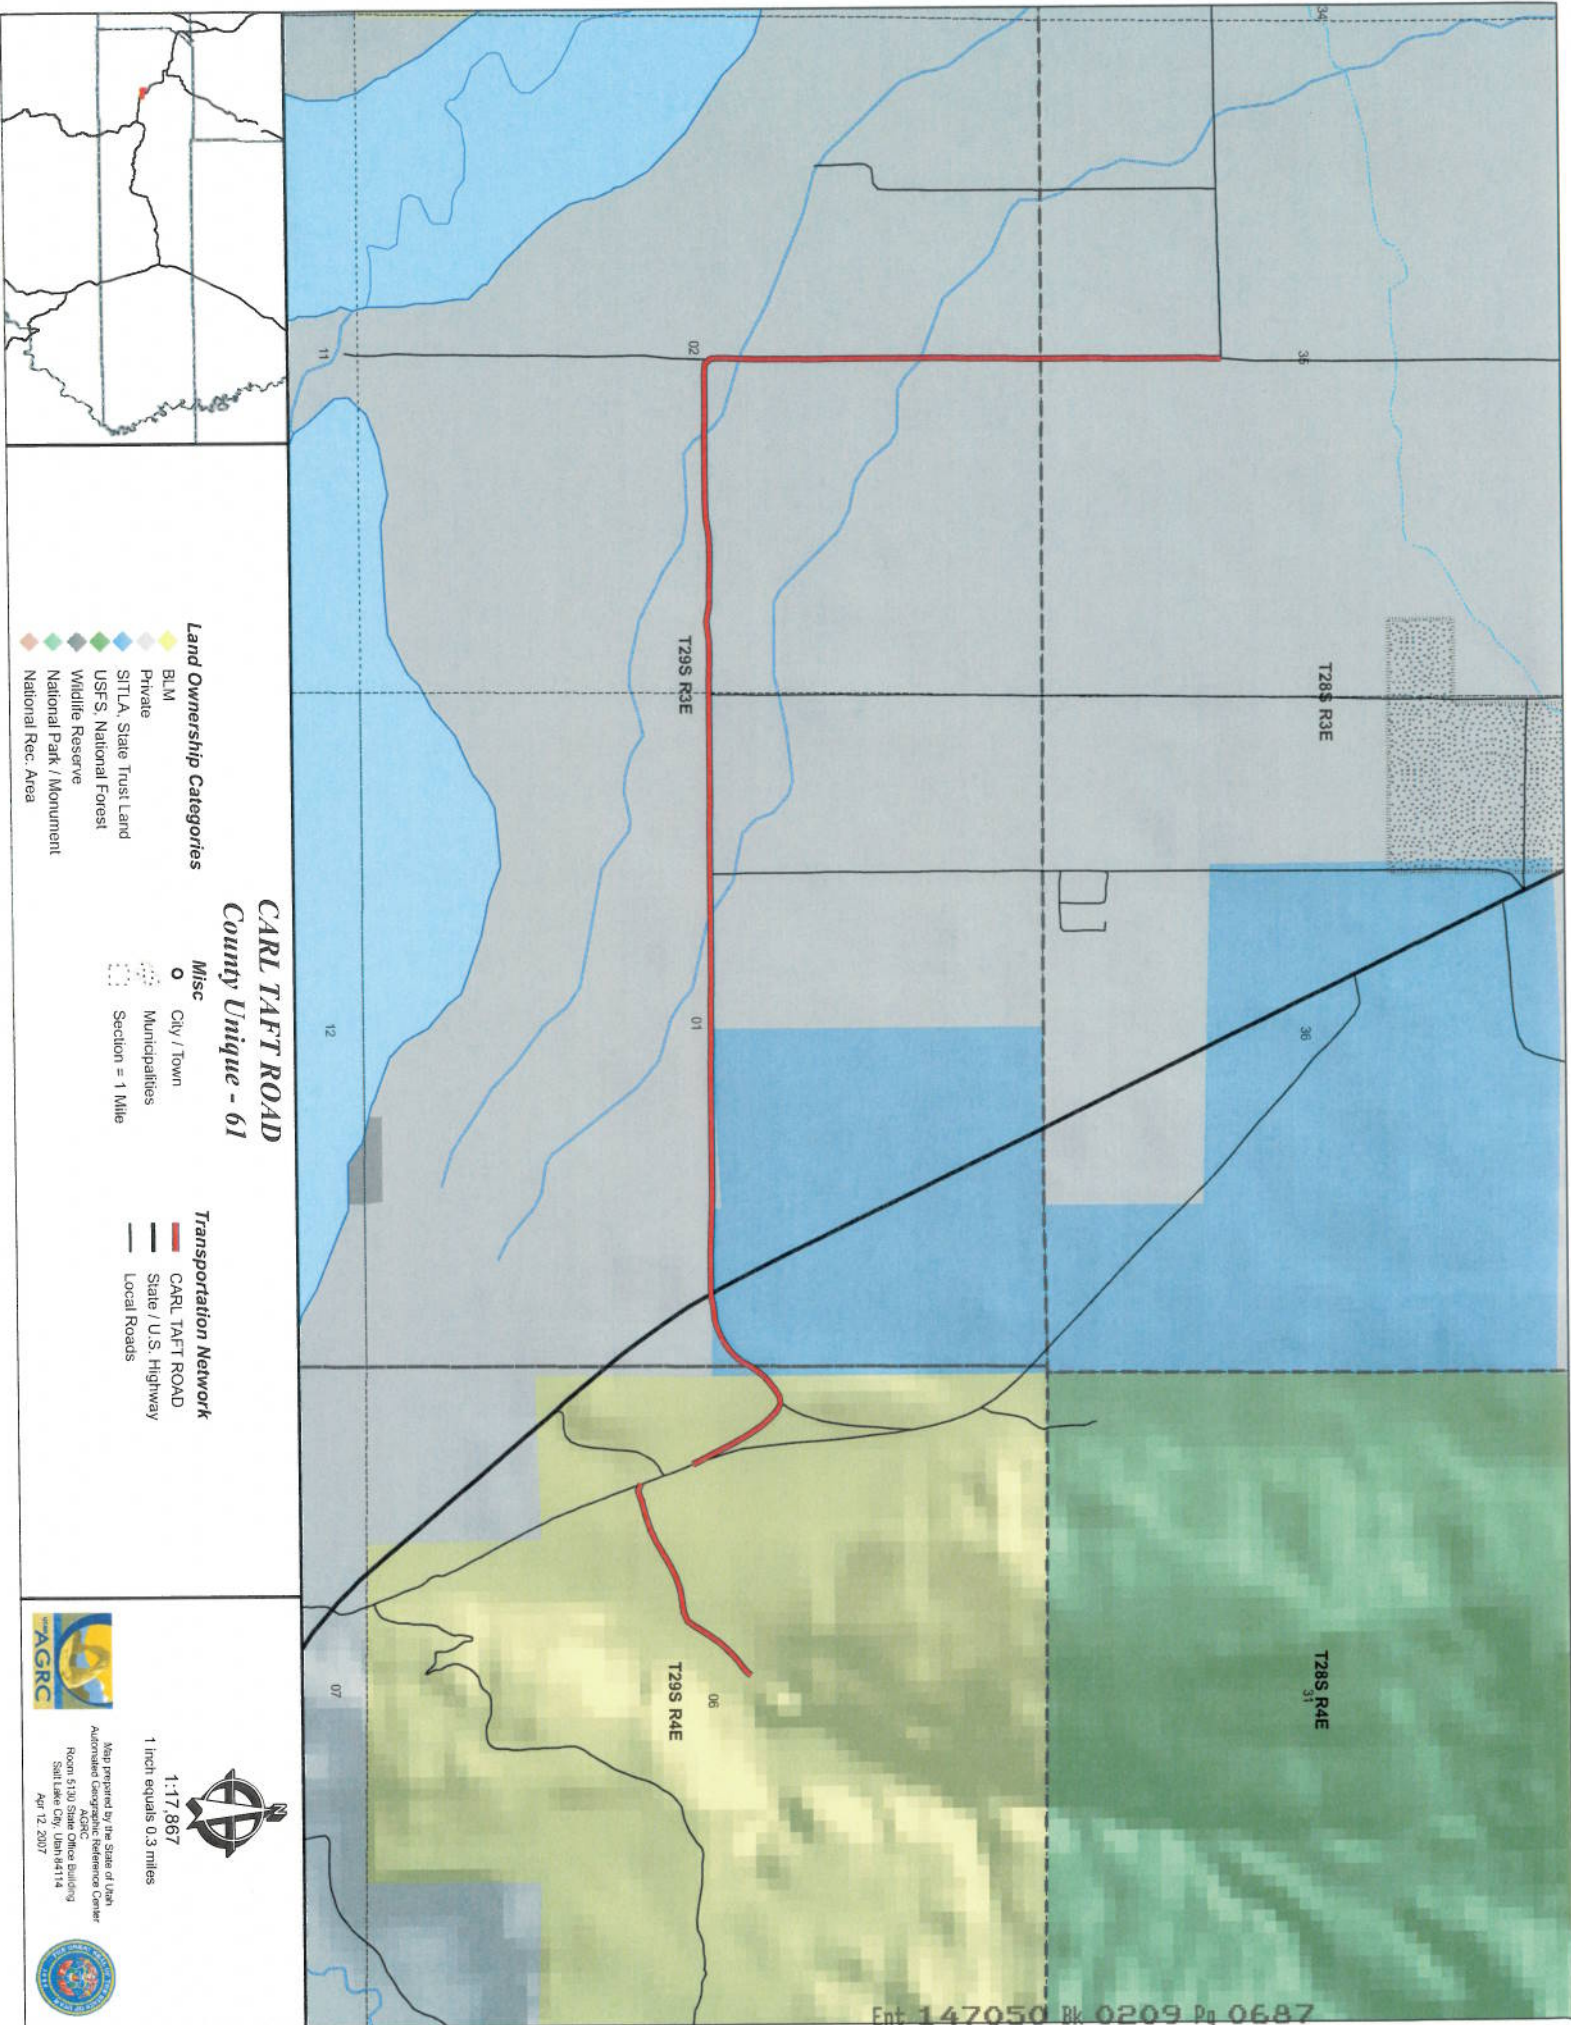 34
35
36
T28S R3E
T28S R4E
31
02
01
T29S R3E
T29S R4E
06
11
12
07
CARL TAFT ROAD
County Unique - 61
Land Ownership Categories
BLM
Private
SITLA, State Trust Land
USFS, National Forest
Wildlife Reserve
National Park / Monument
National Rec. Area
Misc
City / Town
Municipalities
Section = 1 Mile
Transportation Network
CARL TAFT ROAD
State / U.S. Highway
Local Roads
N
1:17,867
1 inch equals 0.3 miles
AGRC
Map prepared by the State of Utah
Automated Geographic Reference Center
AGRC
Room 5130 State Office Building
Salt Lake City, Utah 84114
Apr 12, 2007
Ent 147050 Bk 0209 Pg 0687